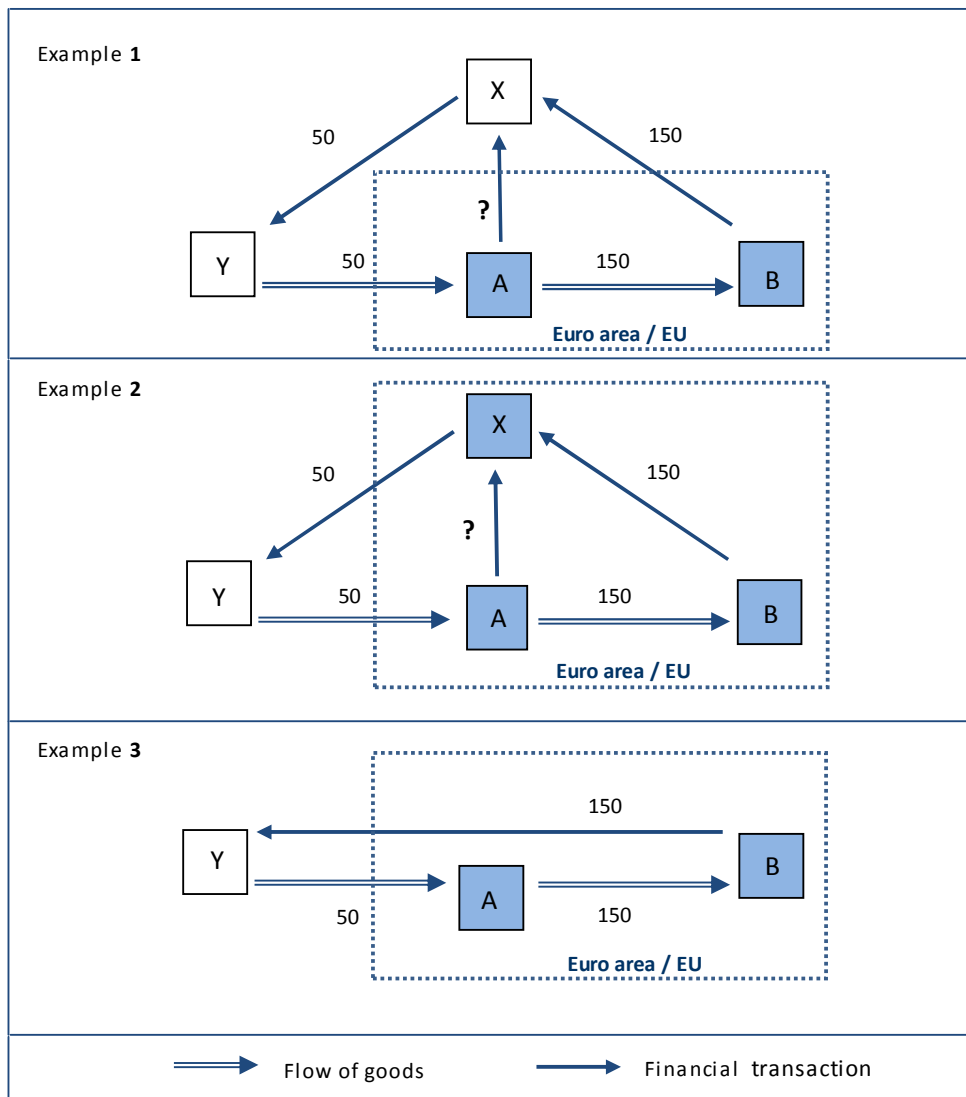 Example 1
X
50
150
?
Y
50
A
150
B
Euro area / EU
Example 2
X
50
150
?
Y
50
A
150
B
Euro area / EU
Example 3
150
Y
B
A
50
150
Euro area / EU
Flow of goods
Financial transaction